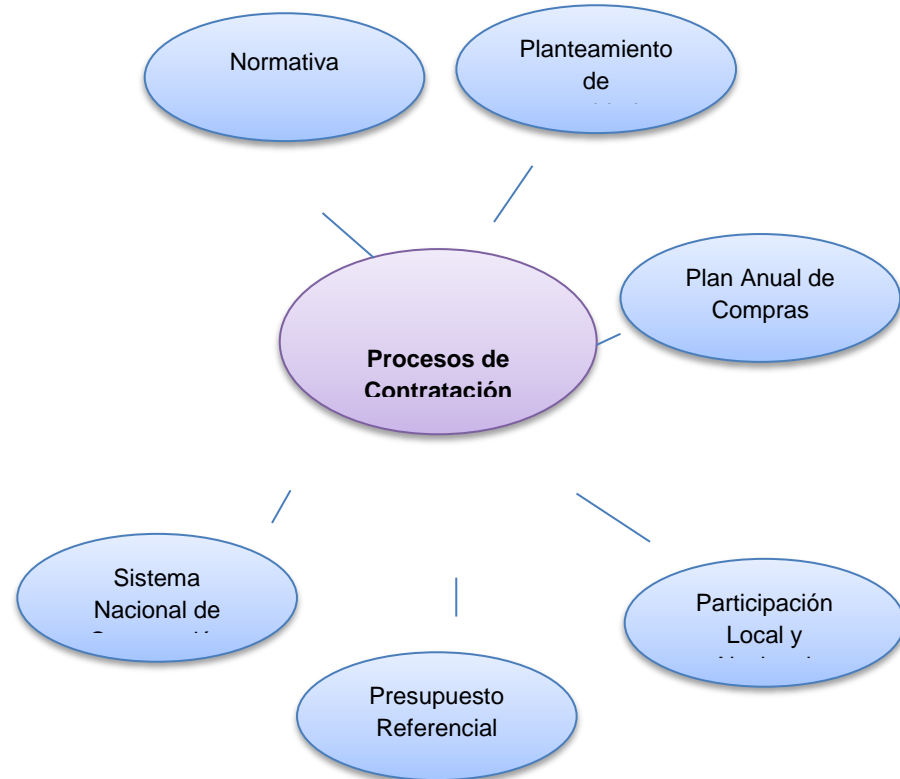 Normativa
Planteamiento
de
Plan Anual de
Compras
Procesos de
Contratación
Sistema
Nacional de
Participación
Local y
Presupuesto
Referencial